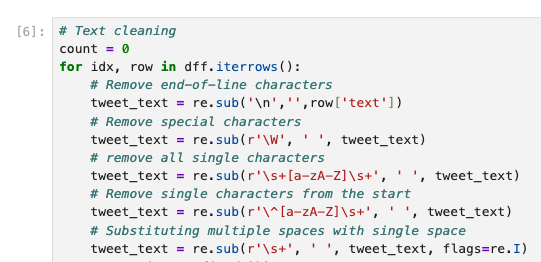 [6]: # Text cleaning
count = 0
for idx, row in dff.iterrows():
    # Remove end-of-line characters
    tweet_text = re.sub('\n','',row['text'])
    # Remove special characters
    tweet_text = re.sub(r'\W', ' ', tweet_text)
    # remove all single characters
    tweet_text = re.sub(r'\s+[a-zA-Z]\s+', ' ', tweet_text)
    # Remove single characters from the start
    tweet_text = re.sub(r'\^[a-zA-Z]\s+', ' ', tweet_text)
    # Substituting multiple spaces with single space
    tweet_text = re.sub(r'\s+', ' ', tweet_text, flags=re.I)